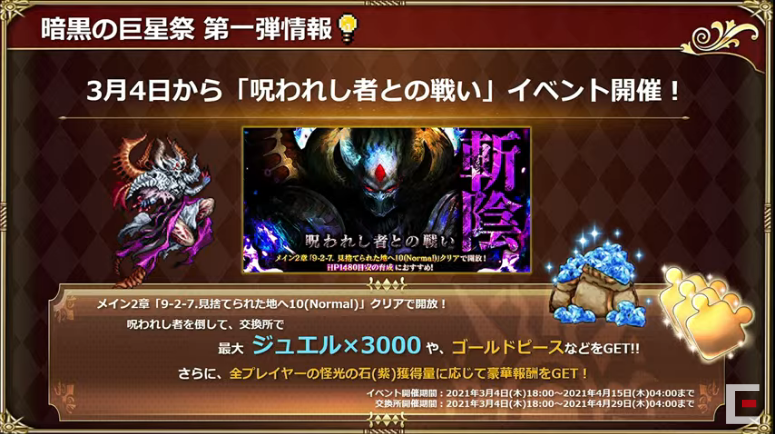 暗黒の巨星祭 第一弾情報
3月4日から「呪われし者との戦い」イベント開催！
斬陰
呪われし者との戦い
メイン2章「9-2-7. 見捨てられた地へ10(Normal)」クリアで開放！
HP1480目安の育成 におすすめ!
メイン2章「9-2-7.見捨てられた地へ10(Normal)」クリアで開放！
呪われし者を倒して、交換所で
最大 ジュエル×3000 や、ゴールドピースなどをGET!!
さらに、全プレイヤーの怪光の石(紫)獲得量に応じて豪華報酬をGET！
イベント開催期間：2021年3月4日(木)18:00～2021年4月15日(木)04:00まで
交換所開催期間：2021年3月4日(木)18:00～2021年4月29日(木)04:00まで